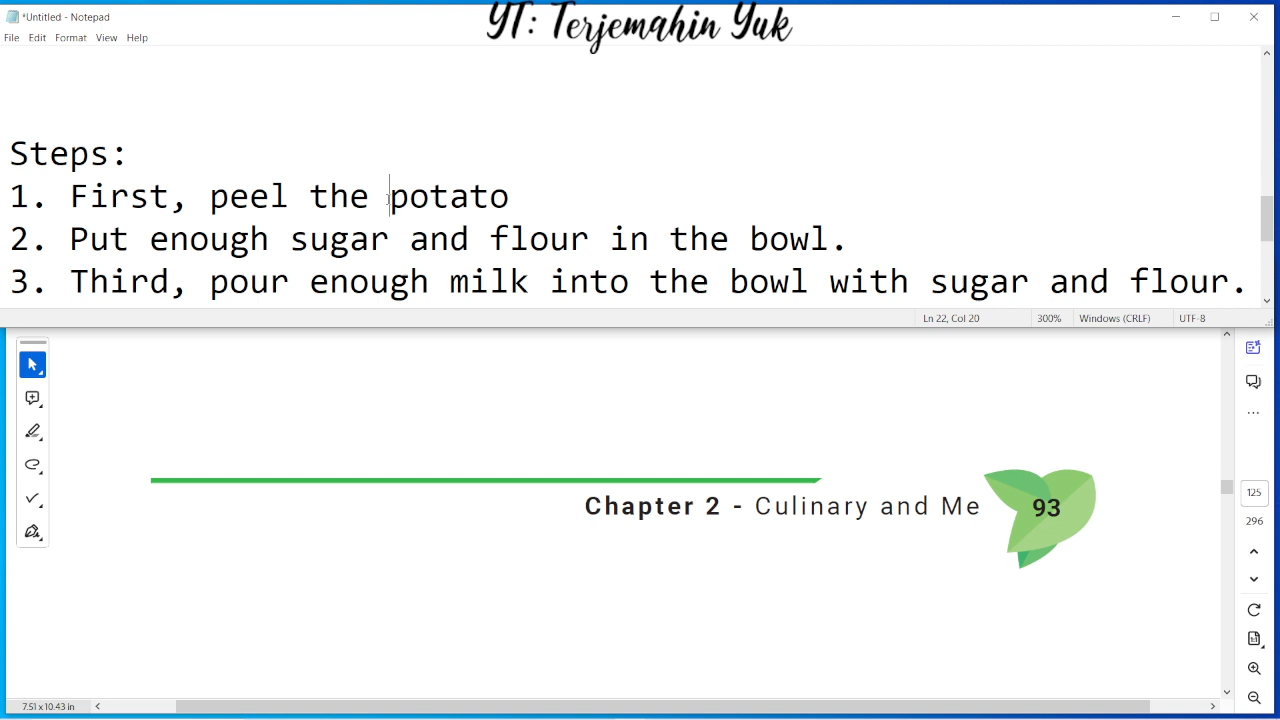 *Untitled - Notepad
YT: Terjemahin Yuk
File Edit Format View Help
Steps:
1. First, peel the potato
2. Put enough sugar and flour in the bowl.
3. Third, pour enough milk into the bowl with sugar and flour.
Ln 22, Col 20 300% Windows (CRLF) UTF-8
125
296
Chapter 2 - Culinary and Me 93
7.51 x 10.43 in